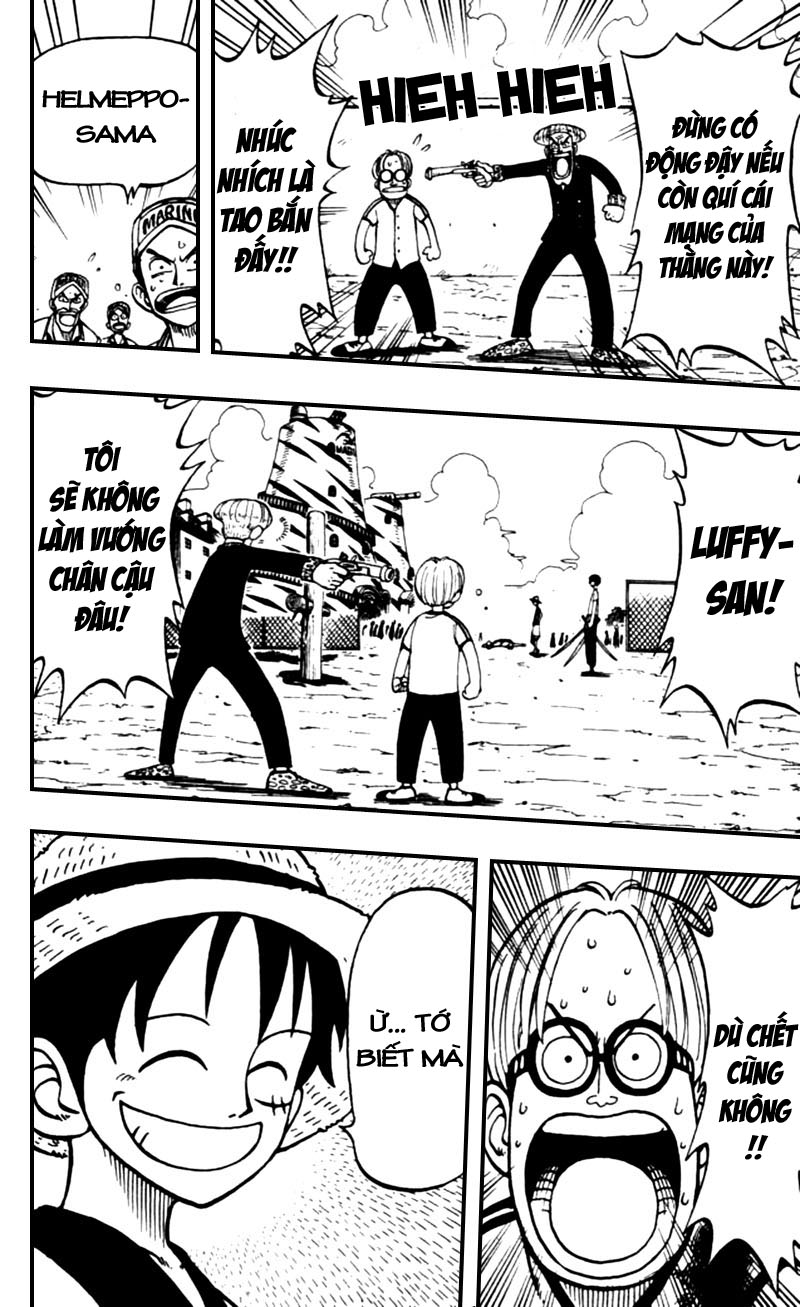 ĐỪNG CÓ
ĐỘNG ĐẬY NẾU
CÒN QUÍ CÁI
MẠNG CỦA
THẰNG NÀY!
HIEH HIEH
NHÚC
NHÍCH LÀ
TAO BẮN
ĐẤY!!
HELMEPPO-
SAMA
MARINE
LUFFY-
SAN!
TÔI
SẼ KHÔNG
LÀM VƯỚNG
CHÂN CẬU
ĐÂU!
DÙ CHẾT
CŨNG
KHÔNG
!!
Ừ... TỚ
BIẾT MÀ